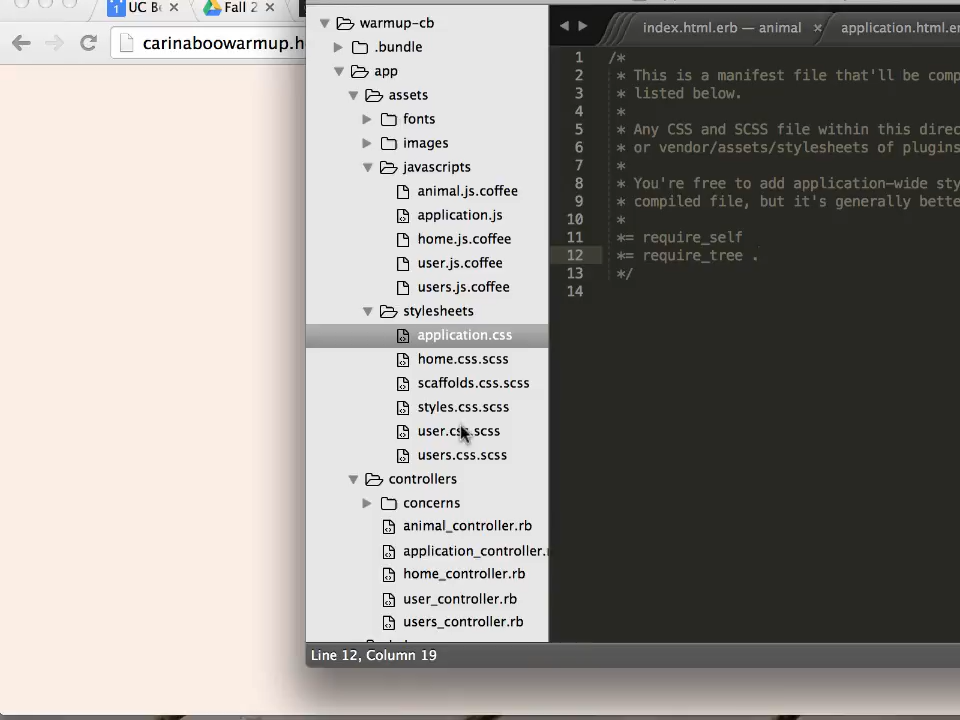 UC B
Fall 2
carinaboowarmup.h
warmup-cb
.bundle
app
assets
fonts
images
javascripts
animal.js.coffee
application.js
home.js.coffee
user.js.coffee
users.js.coffee
stylesheets
application.css
home.css.scss
scaffolds.css.scss
styles.css.scss
user.css.scss
users.css.scss
controllers
concerns
animal_controller.rb
application_controller.
home_controller.rb
user_controller.rb
users_controller.rb
Line 12, Column 19
index.html.erb — animal
application.html.er
1 /*
2 * This is a manifest file that'll be comp
3 * listed below.
4 *
5 * Any CSS and SCSS file within this direc
6 * or vendor/assets/stylesheets of plugins
7 *
8 * You're free to add application-wide sty
9 * compiled file, but it's generally bette
10 *
11 *= require_self
12 *= require_tree .
13 */
14